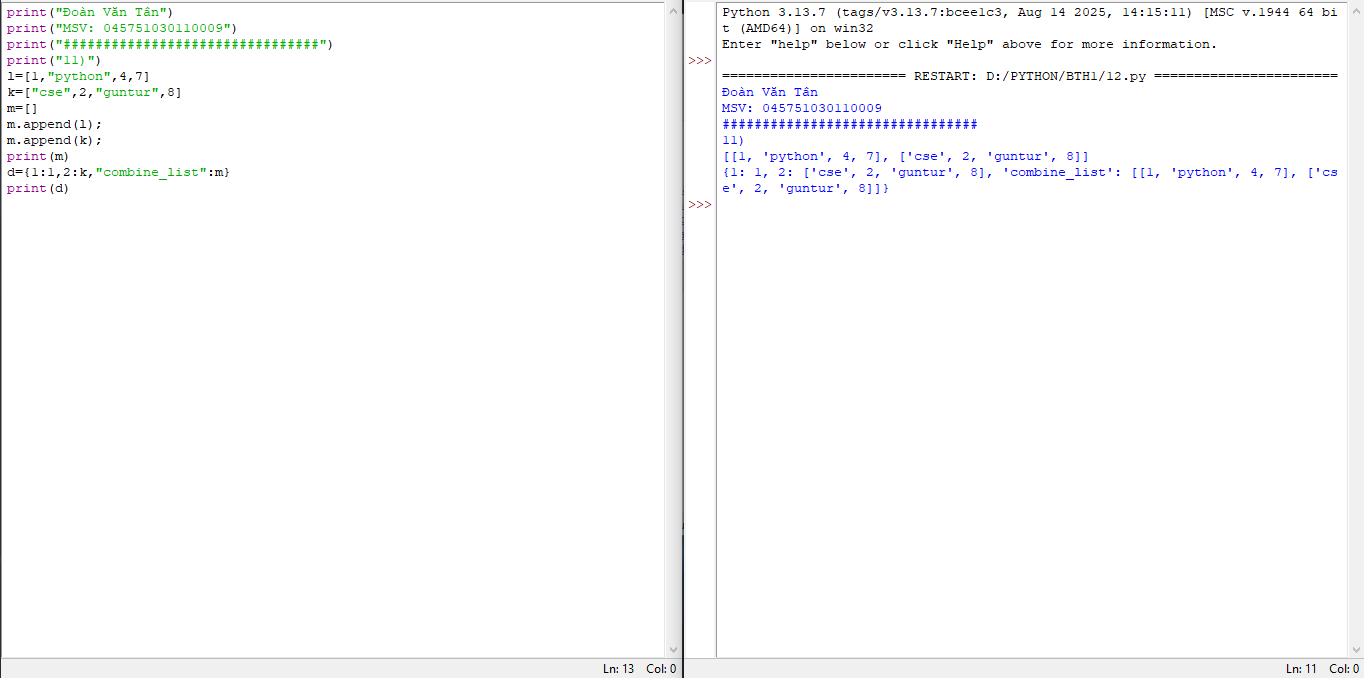 print("Đoàn Văn Tân")
print("MSV: 045751030110009")
print("################################")
print("11)")
l=[1,"python",4,7]
k=["cse",2,"guntur",8]
m=[]
m.append(l);
m.append(k);
print(m)
d={1:1,2:k,"combine_list":m}
print(d)
Ln: 13 Col: 0
Python 3.13.7 (tags/v3.13.7:bcee1c3, Aug 14 2025, 14:15:11) [MSC v.1944 64 bi
t (AMD64)] on win32
Enter "help" below or click "Help" above for more information.
>>>
======================= RESTART: D:/PYTHON/BTH1/12.py =======================
Đoàn Văn Tân
MSV: 045751030110009
################################
11)
[[1, 'python', 4, 7], ['cse', 2, 'guntur', 8]]
{1: 1, 2: ['cse', 2, 'guntur', 8], 'combine_list': [[1, 'python', 4, 7], ['cs
e', 2, 'guntur', 8]]}
>>>
Ln: 11 Col: 0